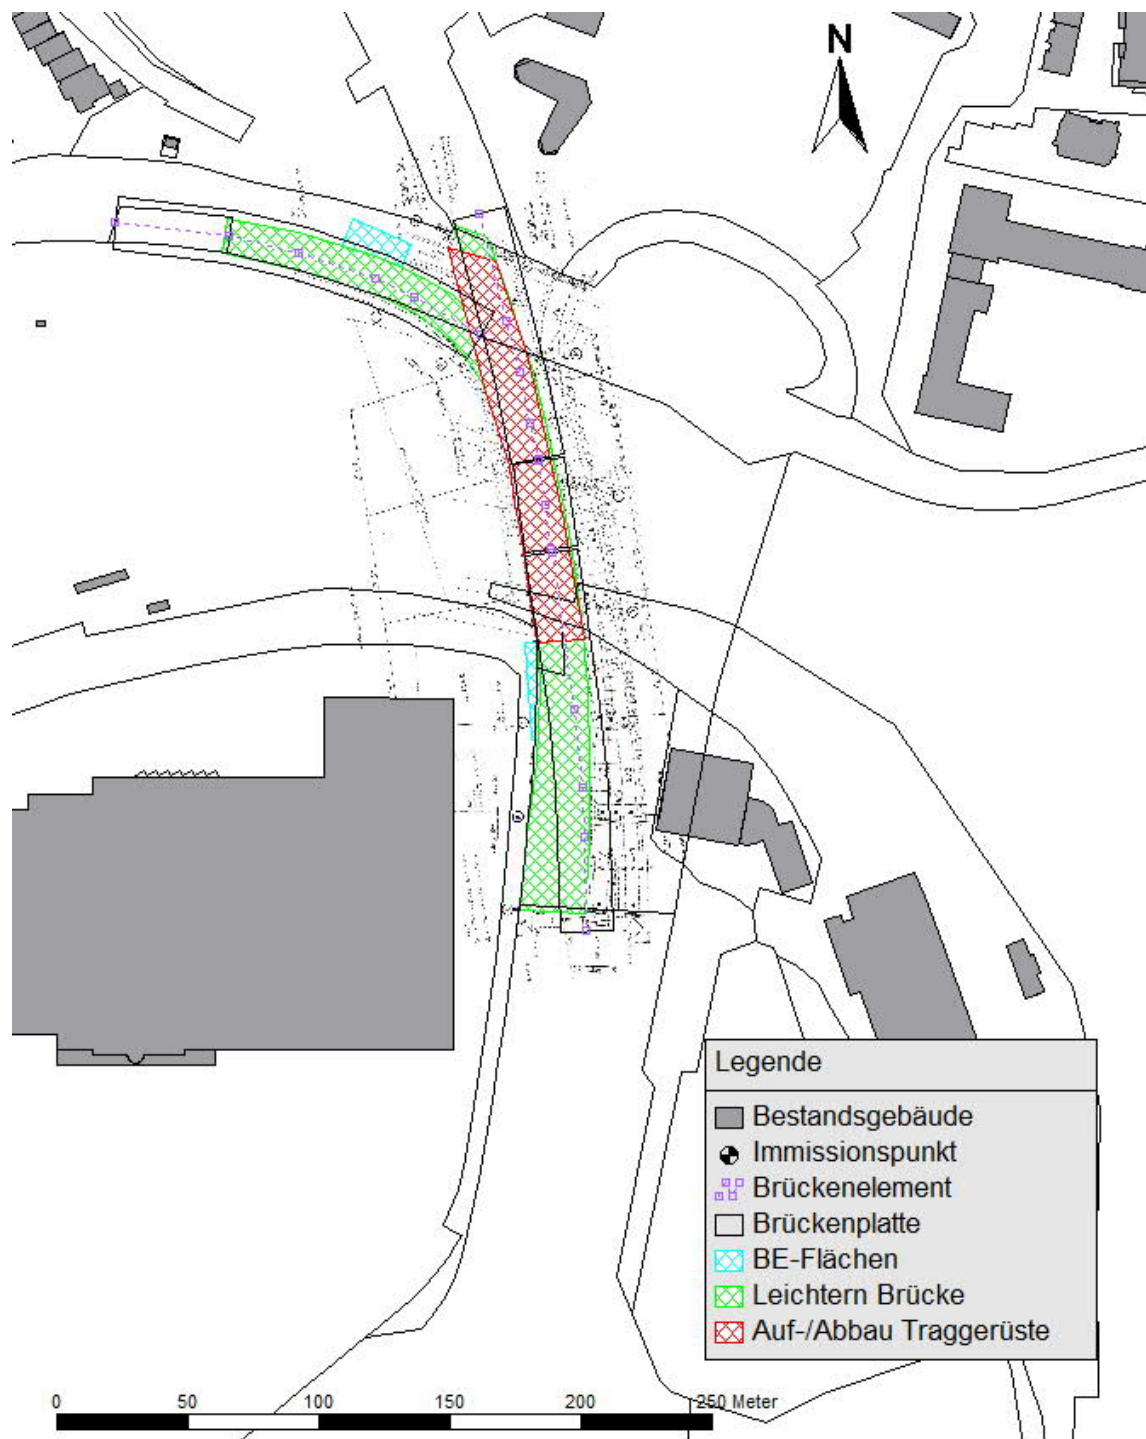 N
Legende
Bestandsgebäude
Immissionspunkt
Brückenelement
Brückenplatte
BE-Flächen
Leichtern Brücke
Auf-/Abbau Traggerüste
0 50 100 150 200 250 Meter